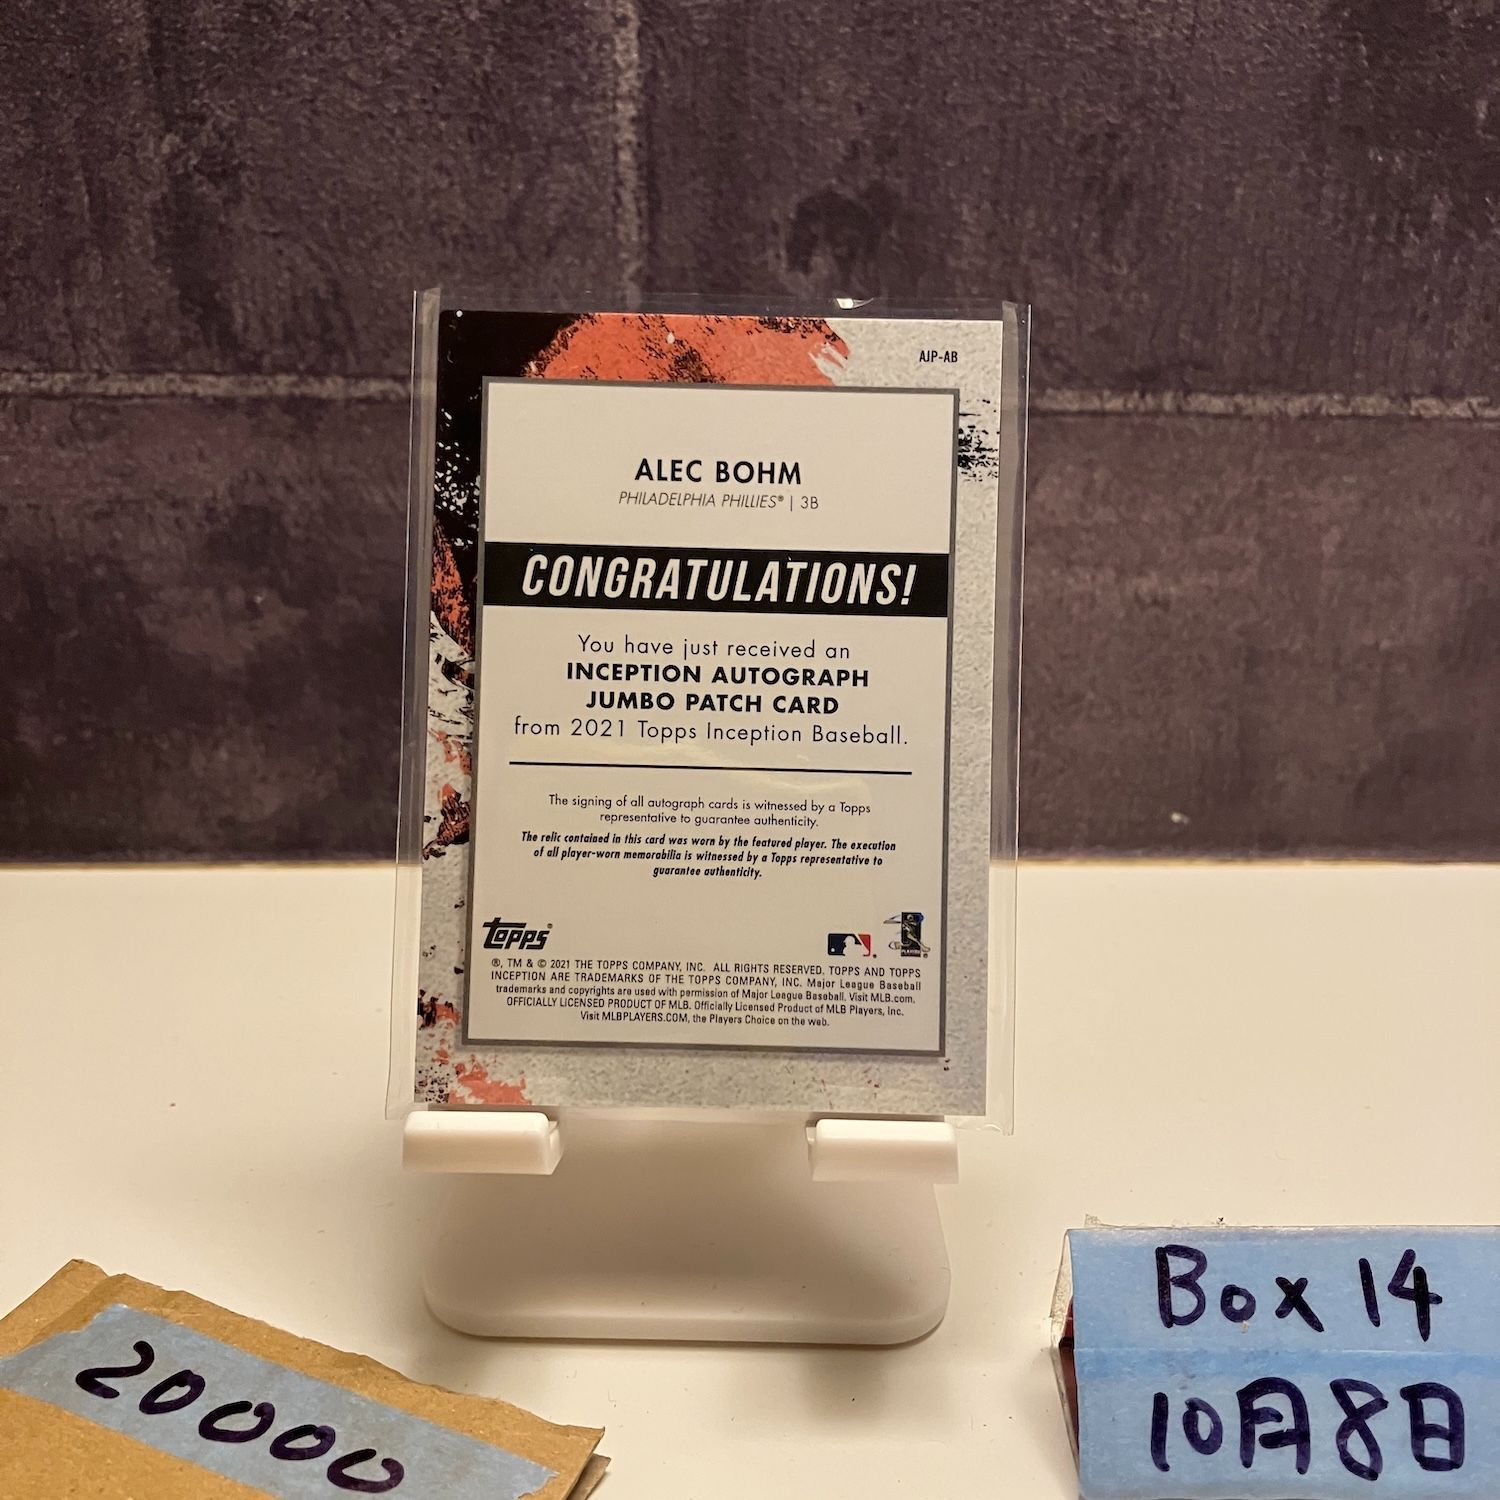 AJP-AB
ALEC BOHM
PHILADELPHIA PHILLIES® | 3B
CONGRATULATIONS!
You have just received an
INCEPTION AUTOGRAPH
JUMBO PATCH CARD
from 2021 Topps Inception Baseball.
The signing of all autograph cards is witnessed by a Topps
representative to guarantee authenticity.
The relic contained in this card was worn by the featured player. The execution
of all player-worn memorabilia is witnessed by a Topps representative to
guarantee authenticity.
topps®
®, TM & © 2021 THE TOPPS COMPANY, INC. ALL RIGHTS RESERVED. TOPPS AND TOPPS
INCEPTION ARE TRADEMARKS OF THE TOPPS COMPANY, INC. Major League Baseball
trademarks and copyrights are used with permission of Major League Baseball. Visit MLB.com.
OFFICIALLY LICENSED PRODUCT OF MLB. Officially Licensed Product of MLB Players, Inc.
Visit MLBPLAYERS.COM, the Players Choice on the web.
20000
Box 14
10月8日